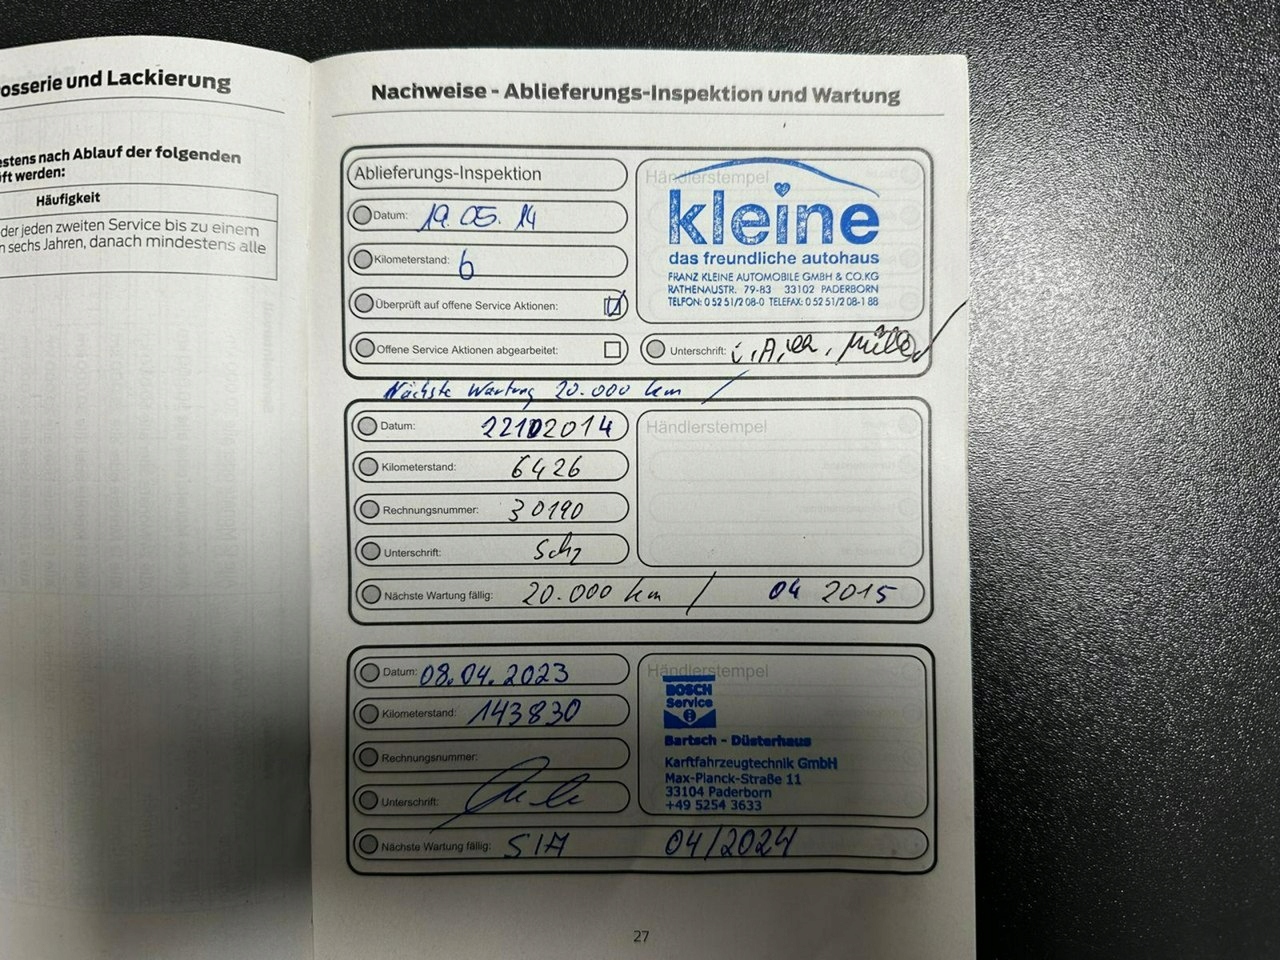 osserie und Lackierung
estens nach Ablauf der folgenden
ft werden:
Häufigkeit
der jeden zweiten Service bis zu einem
n sechs Jahren, danach mindestens alle
Nachweise - Ablieferungs-Inspektion und Wartung
Ablieferungs-Inspektion
Datum: 19.05.14
Kilometerstand: 6
Überprüft auf offene Service Aktionen:
Offene Service Aktionen abgearbeitet:
Händlerstempel
kleine
das freundliche autohaus
FRANZ KLEINE AUTOMOBILE GMBH & CO.KG
RATHENAUSTR. 79-83 33102 PADERBORN
TELFON: 0 52 51/2 08-0 TELEFAX: 0 52 51/2 08-1 88
Unterschrift: i.A. Müller
Nächste Wartung 20.000 km /
Datum: 22102014
Kilometerstand: 6426
Rechnungsnummer: 30190
Unterschrift: Schz
Händlerstempel
Nächste Wartung fällig: 20.000 km / 04 2015
Datum: 08.04.2023
Kilometerstand: 143830
Rechnungsnummer:
Unterschrift:
Händlerstempel
BOSCH
Service
Bartsch - Düsterhaus
Karftfahrzeugtechnik GmbH
Max-Planck-Straße 11
33104 Paderborn
+49 5254 3633
Nächste Wartung fällig: SIA 04/2024
27